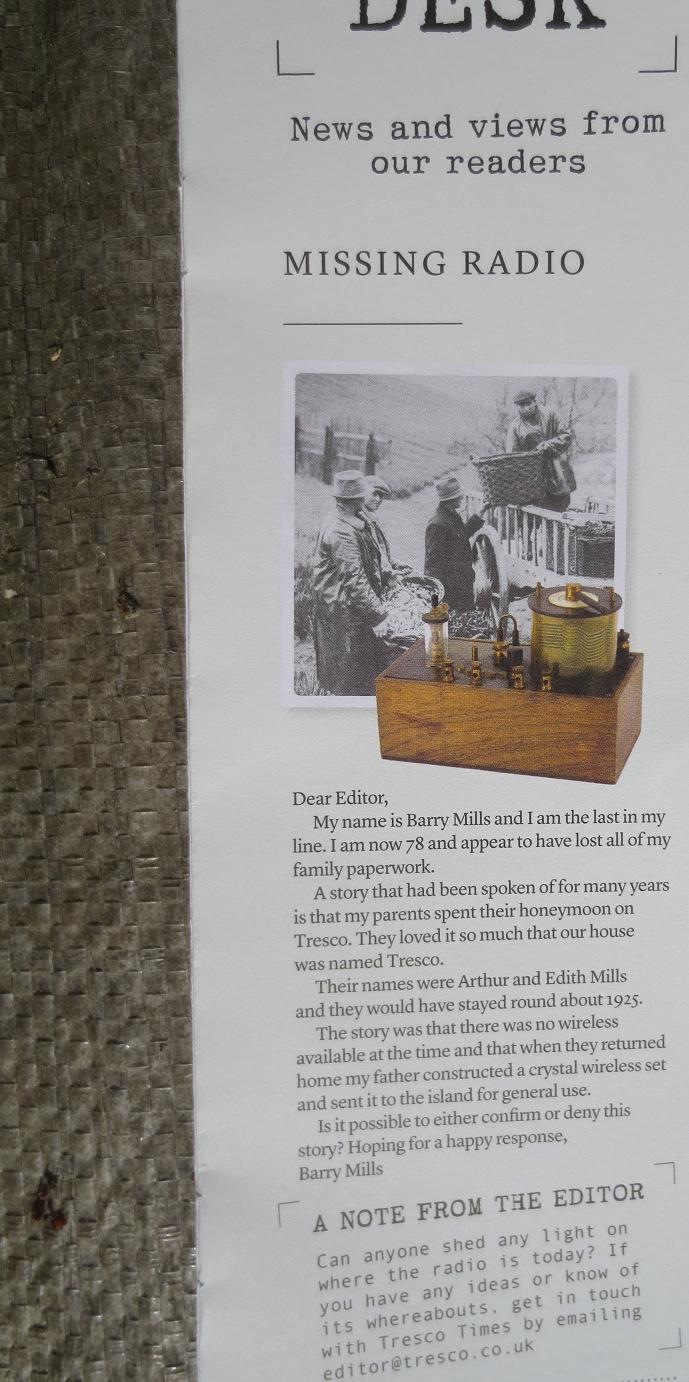 DESK
News and views from
our readers
MISSING RADIO
Dear Editor,
My name is Barry Mills and I am the last in my
line. I am now 78 and appear to have lost all of my
family paperwork.
A story that had been spoken of for many years
is that my parents spent their honeymoon on
Tresco. They loved it so much that our house
was named Tresco.
Their names were Arthur and Edith Mills
and they would have stayed round about 1925.
The story was that there was no wireless
available at the time and that when they returned
home my father constructed a crystal wireless set
and sent it to the island for general use.
Is it possible to either confirm or deny this
story? Hoping for a happy response,
Barry Mills
A NOTE FROM THE EDITOR
Can anyone shed any light on
where the radio is today? If
you have any ideas or know of
its whereabouts, get in touch
with Tresco Times by emailing
editor@tresco.co.uk